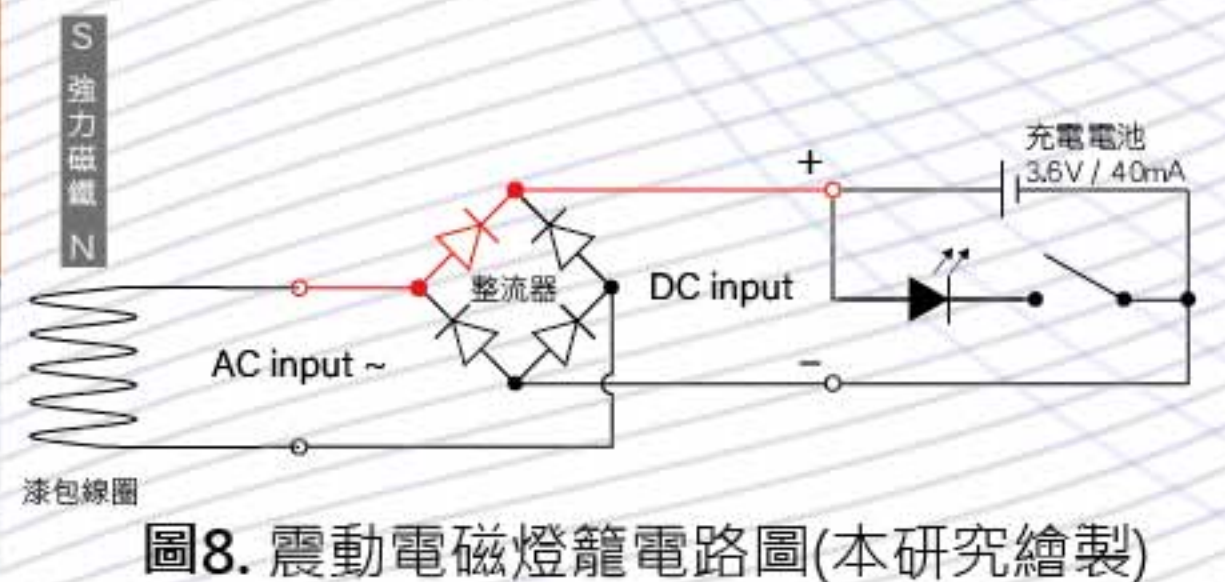 S 強力磁鐵 N
充電電池
3.6V / 40mA
+
整流器
DC input
AC input ~
−
漆包線圈
圖8. 震動電磁燈籠電路圖(本研究繪製)